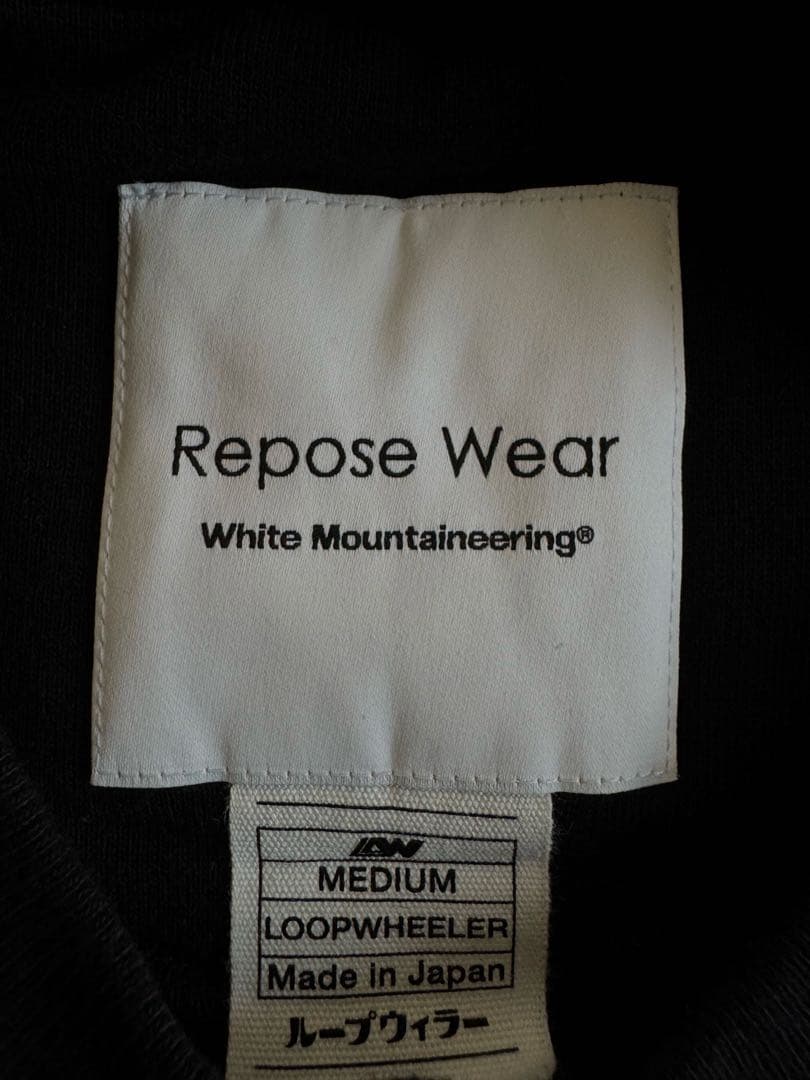 Repose Wear
White Mountaineering®
LW
MEDIUM
LOOPWHEELER
Made in Japan
ループウィラー